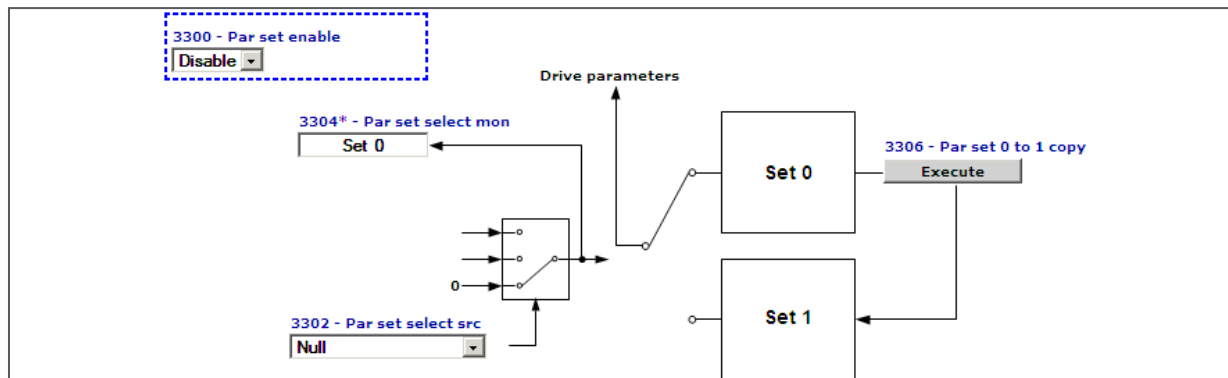 3300 - Par set enable
Disable
Drive parameters
3304* - Par set select mon
Set 0
Set 0
3306 - Par set 0 to 1 copy
Execute
0
3302 - Par set select src
Null
Set 1